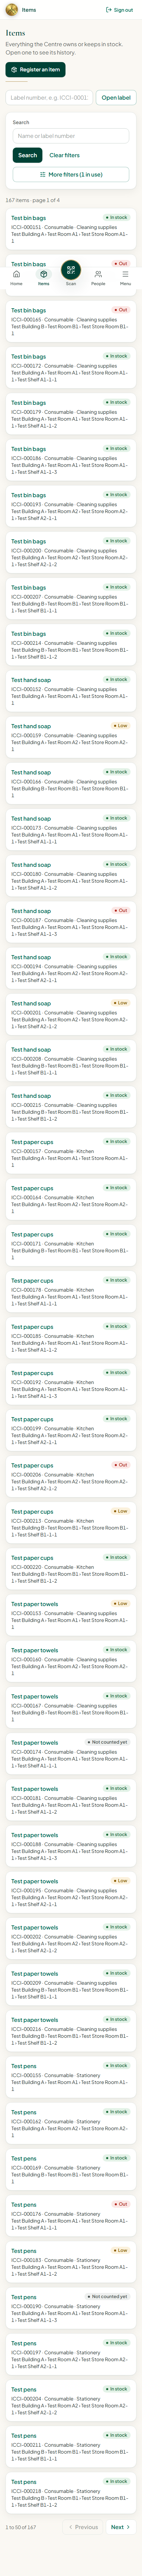 Items
Sign out
Items
Everything the Centre owns or keeps in stock.
Open one to see its history.
Register an item
Label number, e.g. ICCI-0001
Open label
Search
Name or label number
Search
Clear filters
More filters (1 in use)
167 items · page 1 of 4
Test bin bags
In stock
ICCI-000151 · Consumable · Cleaning supplies
Test Building A › Test Room A1 › Test Store Room A1-
1
Test bin bags
Out
Home
Items
Scan
People
Menu
Test bin bags
Out
ICCI-000165 · Consumable · Cleaning supplies
Test Building B › Test Room B1 › Test Store Room B1-
1
Test bin bags
In stock
ICCI-000172 · Consumable · Cleaning supplies
Test Building A › Test Room A1 › Test Store Room A1-
1 › Test Shelf A1-1-1
Test bin bags
In stock
ICCI-000179 · Consumable · Cleaning supplies
Test Building A › Test Room A1 › Test Store Room A1-
1 › Test Shelf A1-1-2
Test bin bags
In stock
ICCI-000186 · Consumable · Cleaning supplies
Test Building A › Test Room A1 › Test Store Room A1-
1 › Test Shelf A1-1-3
Test bin bags
In stock
ICCI-000193 · Consumable · Cleaning supplies
Test Building A › Test Room A2 › Test Store Room A2-
1 › Test Shelf A2-1-1
Test bin bags
In stock
ICCI-000200 · Consumable · Cleaning supplies
Test Building A › Test Room A2 › Test Store Room A2-
1 › Test Shelf A2-1-2
Test bin bags
In stock
ICCI-000207 · Consumable · Cleaning supplies
Test Building B › Test Room B1 › Test Store Room B1-
1 › Test Shelf B1-1-1
Test bin bags
In stock
ICCI-000214 · Consumable · Cleaning supplies
Test Building B › Test Room B1 › Test Store Room B1-
1 › Test Shelf B1-1-2
Test hand soap
In stock
ICCI-000152 · Consumable · Cleaning supplies
Test Building A › Test Room A1 › Test Store Room A1-
1
Test hand soap
Low
ICCI-000159 · Consumable · Cleaning supplies
Test Building A › Test Room A2 › Test Store Room A2-
1
Test hand soap
In stock
ICCI-000166 · Consumable · Cleaning supplies
Test Building B › Test Room B1 › Test Store Room B1-
1
Test hand soap
In stock
ICCI-000173 · Consumable · Cleaning supplies
Test Building A › Test Room A1 › Test Store Room A1-
1 › Test Shelf A1-1-1
Test hand soap
In stock
ICCI-000180 · Consumable · Cleaning supplies
Test Building A › Test Room A1 › Test Store Room A1-
1 › Test Shelf A1-1-2
Test hand soap
Out
ICCI-000187 · Consumable · Cleaning supplies
Test Building A › Test Room A1 › Test Store Room A1-
1 › Test Shelf A1-1-3
Test hand soap
In stock
ICCI-000194 · Consumable · Cleaning supplies
Test Building A › Test Room A2 › Test Store Room A2-
1 › Test Shelf A2-1-1
Test hand soap
Low
ICCI-000201 · Consumable · Cleaning supplies
Test Building A › Test Room A2 › Test Store Room A2-
1 › Test Shelf A2-1-2
Test hand soap
In stock
ICCI-000208 · Consumable · Cleaning supplies
Test Building B › Test Room B1 › Test Store Room B1-
1 › Test Shelf B1-1-1
Test hand soap
In stock
ICCI-000215 · Consumable · Cleaning supplies
Test Building B › Test Room B1 › Test Store Room B1-
1 › Test Shelf B1-1-2
Test paper cups
In stock
ICCI-000157 · Consumable · Kitchen
Test Building A › Test Room A1 › Test Store Room A1-
1
Test paper cups
In stock
ICCI-000164 · Consumable · Kitchen
Test Building A › Test Room A2 › Test Store Room A2-
1
Test paper cups
In stock
ICCI-000171 · Consumable · Kitchen
Test Building B › Test Room B1 › Test Store Room B1-
1
Test paper cups
In stock
ICCI-000178 · Consumable · Kitchen
Test Building A › Test Room A1 › Test Store Room A1-
1 › Test Shelf A1-1-1
Test paper cups
In stock
ICCI-000185 · Consumable · Kitchen
Test Building A › Test Room A1 › Test Store Room A1-
1 › Test Shelf A1-1-2
Test paper cups
In stock
ICCI-000192 · Consumable · Kitchen
Test Building A › Test Room A1 › Test Store Room A1-
1 › Test Shelf A1-1-3
Test paper cups
In stock
ICCI-000199 · Consumable · Kitchen
Test Building A › Test Room A2 › Test Store Room A2-
1 › Test Shelf A2-1-1
Test paper cups
Out
ICCI-000206 · Consumable · Kitchen
Test Building A › Test Room A2 › Test Store Room A2-
1 › Test Shelf A2-1-2
Test paper cups
Low
ICCI-000213 · Consumable · Kitchen
Test Building B › Test Room B1 › Test Store Room B1-
1 › Test Shelf B1-1-1
Test paper cups
In stock
ICCI-000220 · Consumable · Kitchen
Test Building B › Test Room B1 › Test Store Room B1-
1 › Test Shelf B1-1-2
Test paper towels
Low
ICCI-000153 · Consumable · Cleaning supplies
Test Building A › Test Room A1 › Test Store Room A1-
1
Test paper towels
In stock
ICCI-000160 · Consumable · Cleaning supplies
Test Building A › Test Room A2 › Test Store Room A2-
1
Test paper towels
In stock
ICCI-000167 · Consumable · Cleaning supplies
Test Building B › Test Room B1 › Test Store Room B1-
1
Test paper towels
Not counted yet
ICCI-000174 · Consumable · Cleaning supplies
Test Building A › Test Room A1 › Test Store Room A1-
1 › Test Shelf A1-1-1
Test paper towels
In stock
ICCI-000181 · Consumable · Cleaning supplies
Test Building A › Test Room A1 › Test Store Room A1-
1 › Test Shelf A1-1-2
Test paper towels
In stock
ICCI-000188 · Consumable · Cleaning supplies
Test Building A › Test Room A1 › Test Store Room A1-
1 › Test Shelf A1-1-3
Test paper towels
Low
ICCI-000195 · Consumable · Cleaning supplies
Test Building A › Test Room A2 › Test Store Room A2-
1 › Test Shelf A2-1-1
Test paper towels
In stock
ICCI-000202 · Consumable · Cleaning supplies
Test Building A › Test Room A2 › Test Store Room A2-
1 › Test Shelf A2-1-2
Test paper towels
In stock
ICCI-000209 · Consumable · Cleaning supplies
Test Building B › Test Room B1 › Test Store Room B1-
1 › Test Shelf B1-1-1
Test paper towels
In stock
ICCI-000216 · Consumable · Cleaning supplies
Test Building B › Test Room B1 › Test Store Room B1-
1 › Test Shelf B1-1-2
Test pens
In stock
ICCI-000155 · Consumable · Stationery
Test Building A › Test Room A1 › Test Store Room A1-
1
Test pens
In stock
ICCI-000162 · Consumable · Stationery
Test Building A › Test Room A2 › Test Store Room A2-
1
Test pens
In stock
ICCI-000169 · Consumable · Stationery
Test Building B › Test Room B1 › Test Store Room B1-
1
Test pens
Out
ICCI-000176 · Consumable · Stationery
Test Building A › Test Room A1 › Test Store Room A1-
1 › Test Shelf A1-1-1
Test pens
Low
ICCI-000183 · Consumable · Stationery
Test Building A › Test Room A1 › Test Store Room A1-
1 › Test Shelf A1-1-2
Test pens
Not counted yet
ICCI-000190 · Consumable · Stationery
Test Building A › Test Room A1 › Test Store Room A1-
1 › Test Shelf A1-1-3
Test pens
In stock
ICCI-000197 · Consumable · Stationery
Test Building A › Test Room A2 › Test Store Room A2-
1 › Test Shelf A2-1-1
Test pens
In stock
ICCI-000204 · Consumable · Stationery
Test Building A › Test Room A2 › Test Store Room A2-
1 › Test Shelf A2-1-2
Test pens
In stock
ICCI-000211 · Consumable · Stationery
Test Building B › Test Room B1 › Test Store Room B1-
1 › Test Shelf B1-1-1
Test pens
In stock
ICCI-000218 · Consumable · Stationery
Test Building B › Test Room B1 › Test Store Room B1-
1 › Test Shelf B1-1-2
1 to 50 of 167
Previous
Next